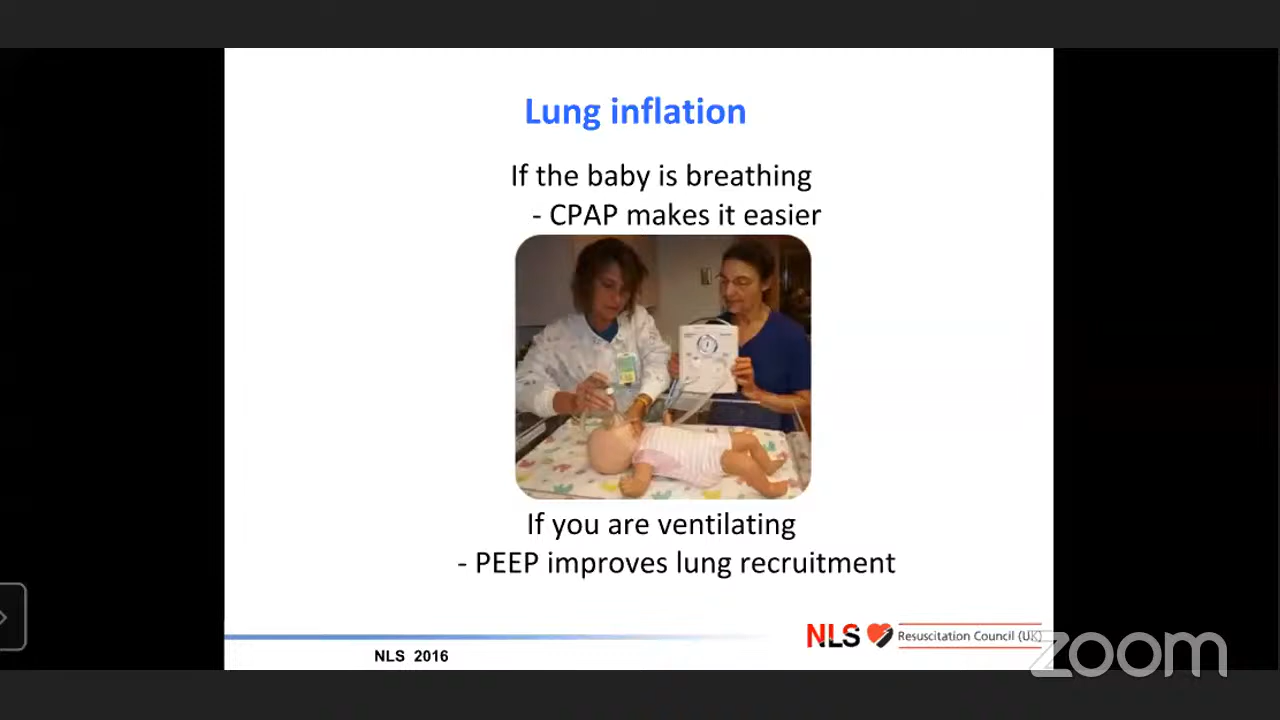 Lung inflation
If the baby is breathing
- CPAP makes it easier
If you are ventilating
- PEEP improves lung recruitment
NLS Resuscitation Council (UK)
NLS 2016
zoom